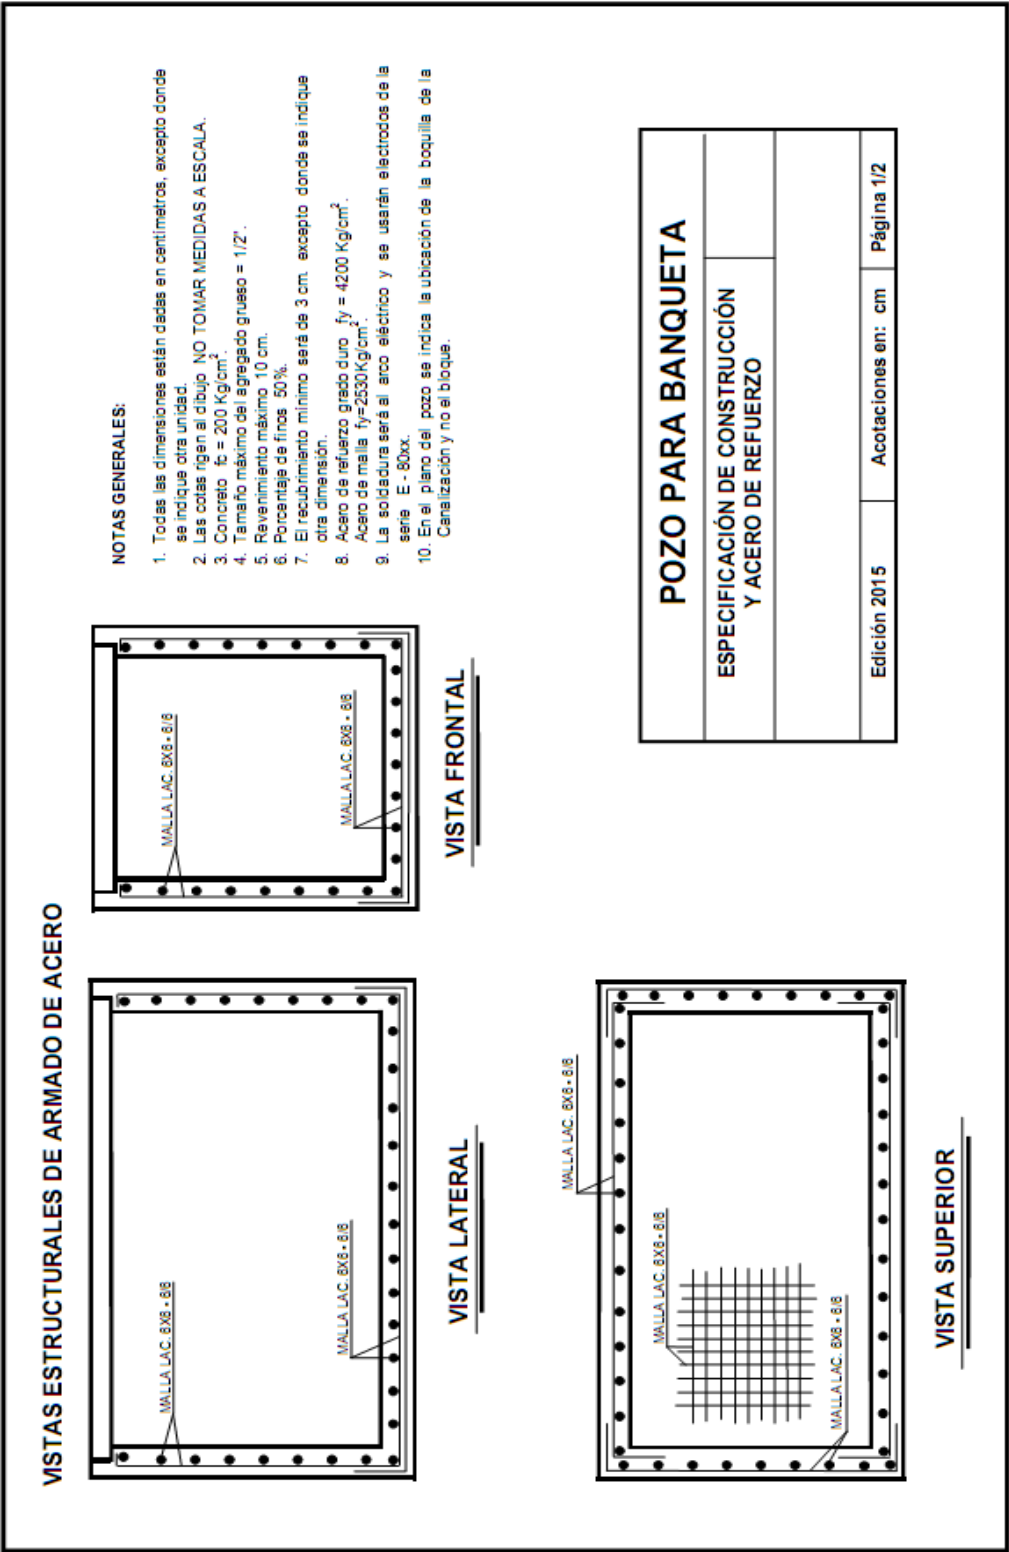 VISTAS ESTRUCTURALES DE ARMADO DE ACERO
MALLA LAC. 6X6 - 6/6
MALLA LAC. 6X6 - 6/6
VISTA LATERAL
MALLA LAC. 6X6 - 6/6
MALLA LAC. 6X6 - 6/6
VISTA FRONTAL
NOTAS GENERALES:
1. Todas las dimensiones están dadas en centímetros, excepto donde
se indique otra unidad.
2. Las cotas rigen al dibujo NO TOMAR MEDIDAS A ESCALA.
3. Concreto fc = 200 Kg/cm².
4. Tamaño máximo del agregado grueso = 1/2".
5. Revenimiento máximo 10 cm.
6. Porcentaje de finos 50%.
7. El recubrimiento mínimo será de 3 cm. excepto donde se indique
otra dimensión.
8. Acero de refuerzo grado duro fy = 4200 Kg/cm².
Acero de malla fy=2530Kg/cm².
9. La soldadura será al arco eléctrico y se usarán electrodos de la
serie E - 80xx.
10. En el plano del pozo se indica la ubicación de la boquilla de la
Canalización y no el bloque.
MALLA LAC. 6X6 - 6/6
MALLA LAC. 6X6 - 6/6
MALLA LAC. 6X6 - 6/6
VISTA SUPERIOR
POZO PARA BANQUETA
ESPECIFICACIÓN DE CONSTRUCCIÓN
Y ACERO DE REFUERZO
Edición 2015
Acotaciones en: cm
Página 1/2